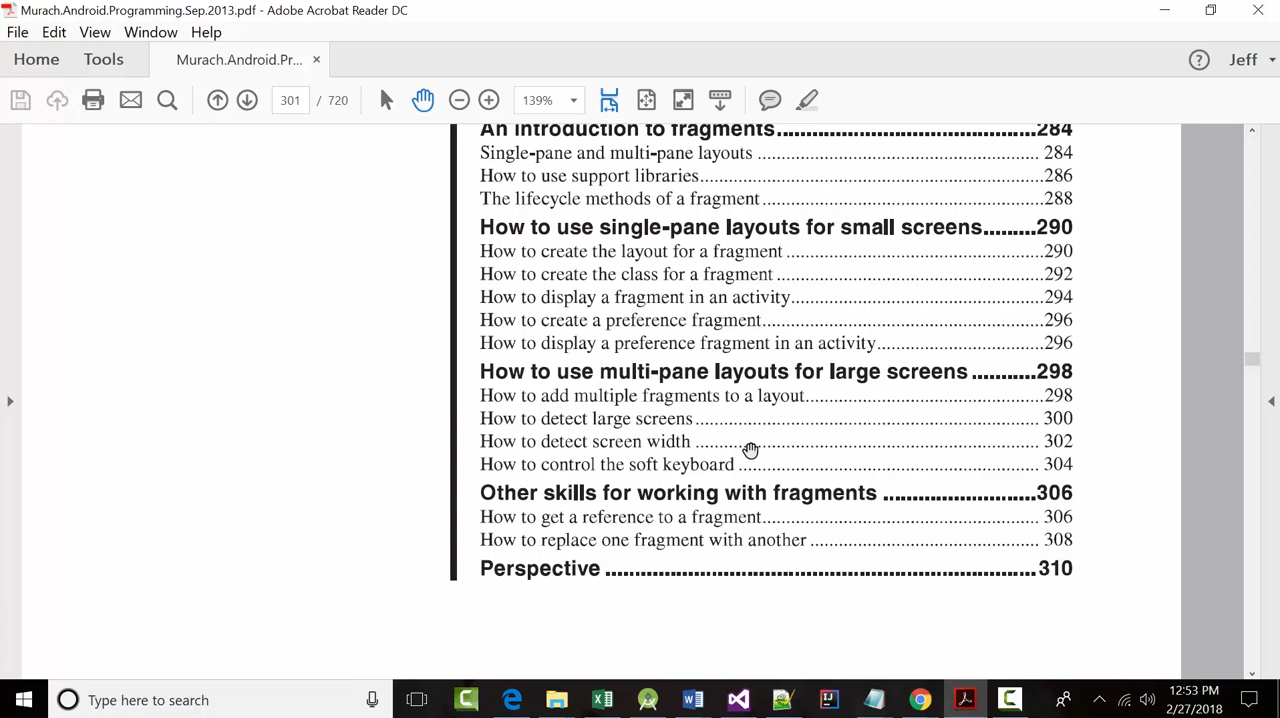 Murach.Android.Programming.Sep.2013.pdf - Adobe Acrobat Reader DC
File Edit View Window Help
Home Tools Murach.Android.Pr... × Jeff
301 / 720 139%
An introduction to fragments..........................................284
Single-pane and multi-pane layouts ....................................................... 284
How to use support libraries....................................................................286
The lifecycle methods of a fragment........................................................288
How to use single-pane layouts for small screens.........290
How to create the layout for a fragment ...................................................290
How to create the class for a fragment .....................................................292
How to display a fragment in an activity..................................................294
How to create a preference fragment........................................................296
How to display a preference fragment in an activity.................................296
How to use multi-pane layouts for large screens ...........298
How to add multiple fragments to a layout...............................................298
How to detect large screens..................................................................... 300
How to detect screen width ..................................................................... 302
How to control the soft keyboard ............................................................ 304
Other skills for working with fragments .........................306
How to get a reference to a fragment....................................................... 306
How to replace one fragment with another .............................................. 308
Perspective ......................................................................310
Type here to search
12:53 PM
2/27/2018